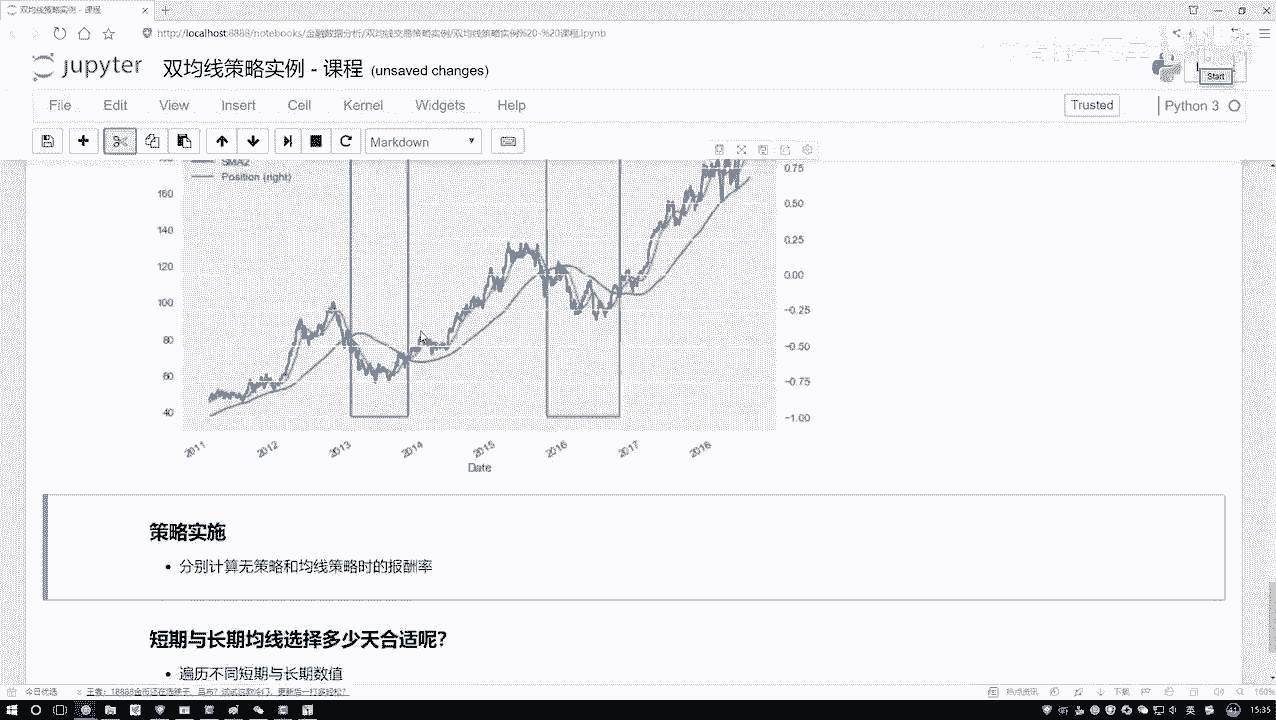 双均线策略实例 - 课程
http://localhost:8888/notebooks/金融数据分析/双均线交易策略实例/双均线策略实例%20-%20课程.ipynb
jupyter 双均线策略实例 - 课程 (unsaved changes)
Start
File Edit View Insert Cell Kernel Widgets Help
Trusted Python 3
Markdown
SMA2
Position (right)
160
140
120
100
80
60
40
0.75
0.50
0.25
0.00
-0.25
-0.50
-0.75
-1.00
2011 2012 2013 2014 2015 2016 2017 2018
Date
策略实施
• 分别计算无策略和均线策略时的报酬率
短期与长期均线选择多少天合适呢?
• 遍历不同短期与长期数值
今日优选
热点资讯 下载 160%
英 15:35